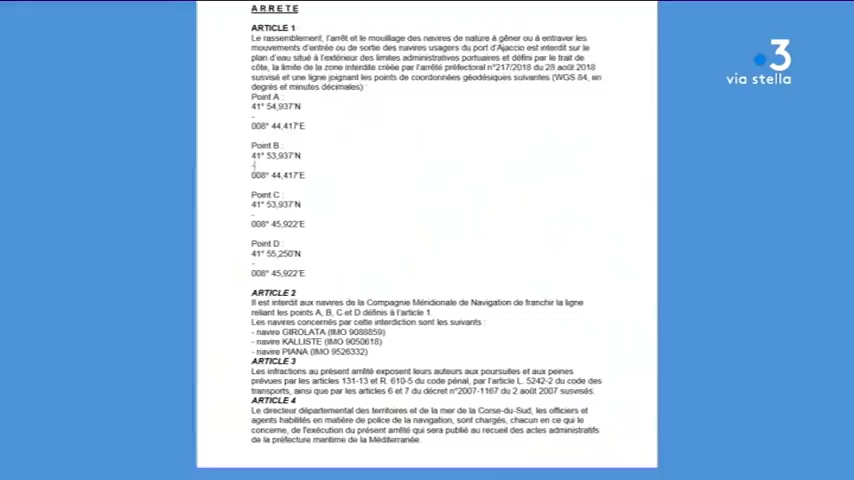 ARRETE
ARTICLE 1
Le rassemblement, l'arrêt et le mouillage des navires de nature à gêner ou à entraver les
mouvements d'entrée ou de sortie des navires usagers du port d'Ajaccio est interdit sur le
plan d'eau situé à l'extérieur des limites administratives portuaires et défini par le trait de
côte, la limite de la zone interdite créée par l'arrêté préfectoral n°217/2018 du 28 août 2018
susvisé et une ligne joignant les points de coordonnées géodésiques suivantes (WGS 84, en
degrés et minutes décimales) :
Point A :
41° 54,937'N
-
008° 44,417'E
Point B :
41° 53,937'N
-
008° 44,417'E
Point C :
41° 53,937'N
-
008° 45,922'E
Point D :
41° 55,250'N
-
008° 45,922'E
ARTICLE 2
Il est interdit aux navires de la Compagnie Méridionale de Navigation de franchir la ligne
reliant les points A, B, C et D définis à l'article 1.
Les navires concernés par cette interdiction sont les suivants :
- navire GIROLATA (IMO 9088859)
- navire KALLISTE (IMO 9050618)
- navire PIANA (IMO 9526332)
ARTICLE 3
Les infractions au présent arrêté exposent leurs auteurs aux poursuites et aux peines
prévues par les articles 131-13 et R. 610-5 du code pénal, par l'article L. 5242-2 du code des
transports, ainsi que par les articles 6 et 7 du décret n°2007-1167 du 2 août 2007 susvisés.
ARTICLE 4
Le directeur départemental des territoires et de la mer de la Corse-du-Sud, les officiers et
agents habilités en matière de police de la navigation, sont chargés, chacun en ce qui le
concerne, de l'exécution du présent arrêté qui sera publié au recueil des actes administratifs
de la préfecture maritime de la Méditerranée.
3
via stella